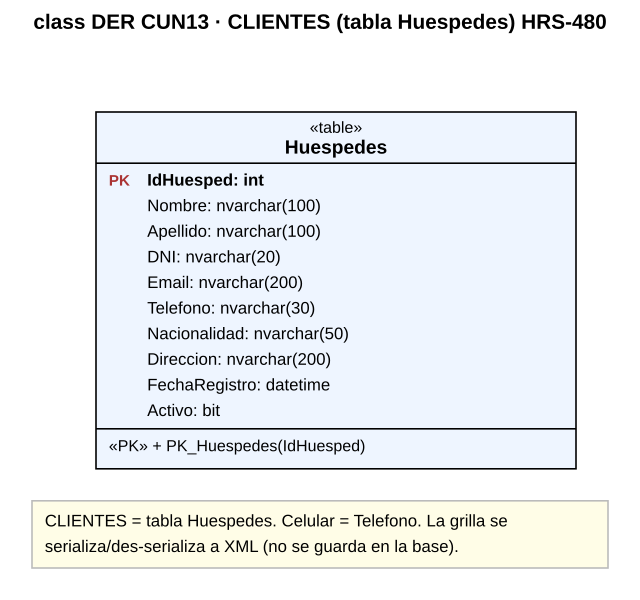 class DER CUN13 · CLIENTES (tabla Huespedes) HRS-480
«table»
Huespedes
PK IdHuesped: int
Nombre: nvarchar(100)
Apellido: nvarchar(100)
DNI: nvarchar(20)
Email: nvarchar(200)
Telefono: nvarchar(30)
Nacionalidad: nvarchar(50)
Direccion: nvarchar(200)
FechaRegistro: datetime
Activo: bit
«PK» + PK_Huespedes(IdHuesped)
CLIENTES = tabla Huespedes. Celular = Telefono. La grilla se
serializa/des-serializa a XML (no se guarda en la base).